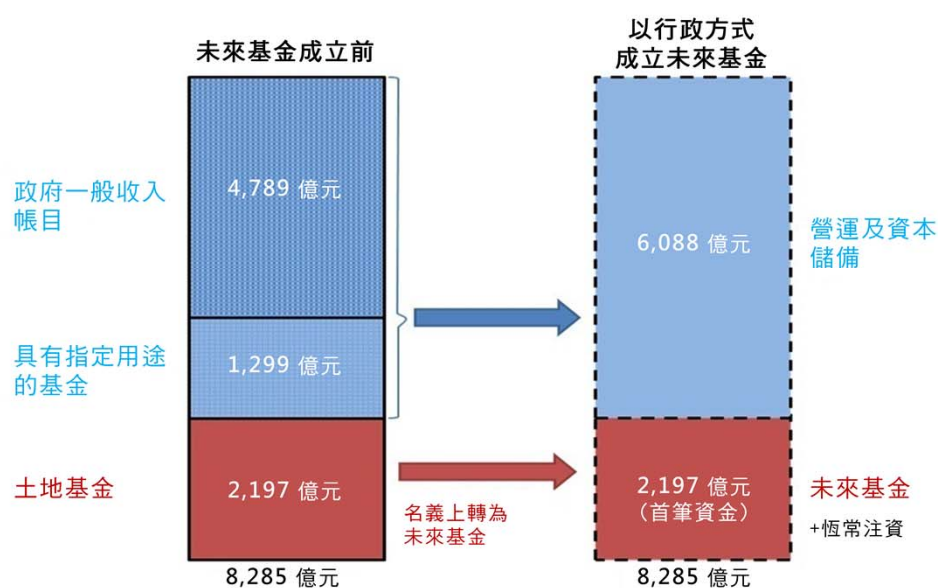 未來基金成立前
以行政方式
成立未來基金
政府一般收入
帳目
4,789 億元
6,088 億元
營運及資本
儲備
具有指定用途
的基金
1,299 億元
土地基金
2,197 億元
名義上轉為
未來基金
2,197 億元
（首筆資金）
未來基金
+恆常注資
8,285 億元
8,285 億元